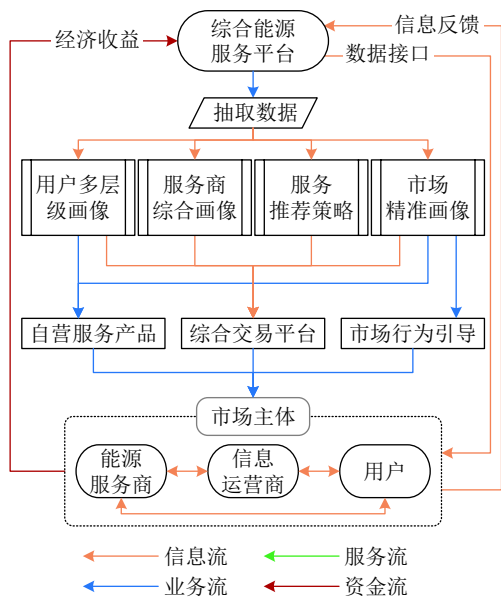 经济收益
综合能源
服务平台
信息反馈
数据接口
抽取数据
用户多层
级画像
服务商
综合画像
服务
推荐策略
市场
精准画像
自营服务产品
综合交易平台
市场行为引导
市场主体
能源
服务商
信息
运营商
用户
信息流
服务流
业务流
资金流